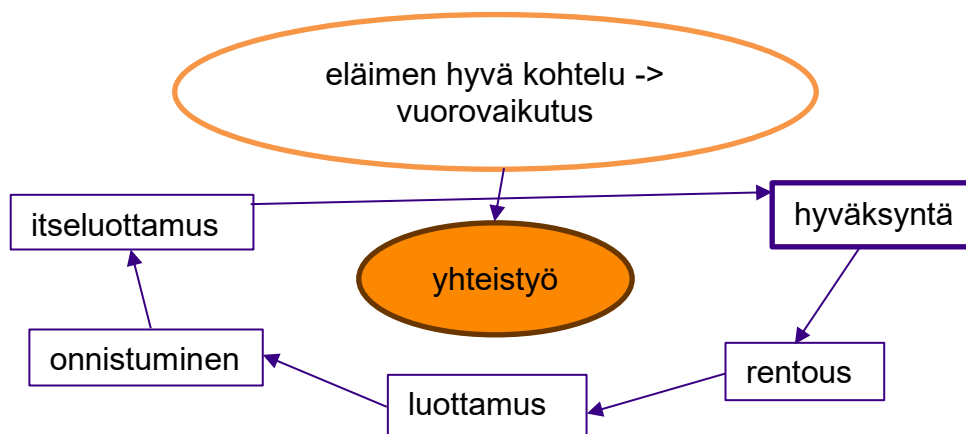 eläimen hyvä kohtelu ->
vuorovaikutus
itseluottamus
hyväksyntä
yhteistyö
onnistuminen
rentous
luottamus